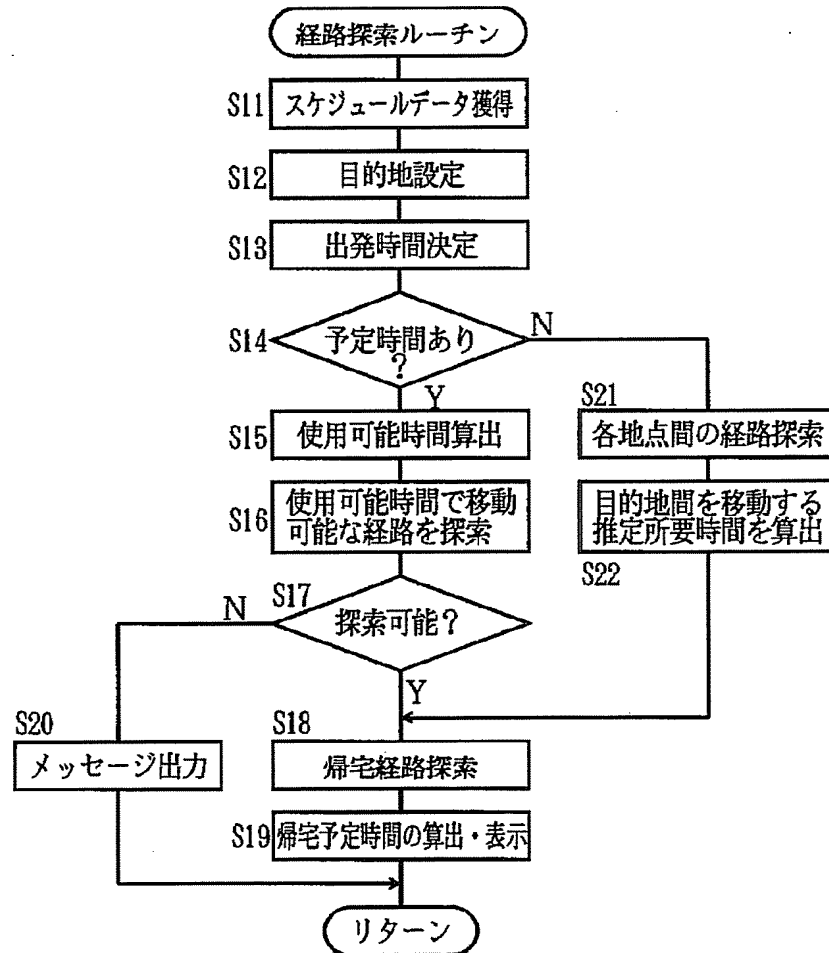 経路探索ルーチン
S11
スケジュールデータ獲得
S12
目的地設定
S13
出発時間決定
S14
予定時間あり
?
N
Y
S15
使用可能時間算出
S16
使用可能時間で移動
可能な経路を探索
S21
各地点間の経路探索
目的地間を移動する
推定所要時間を算出
S22
S17
探索可能?
N
Y
S20
メッセージ出力
S18
帰宅経路探索
S19
帰宅予定時間の算出・表示
リターン